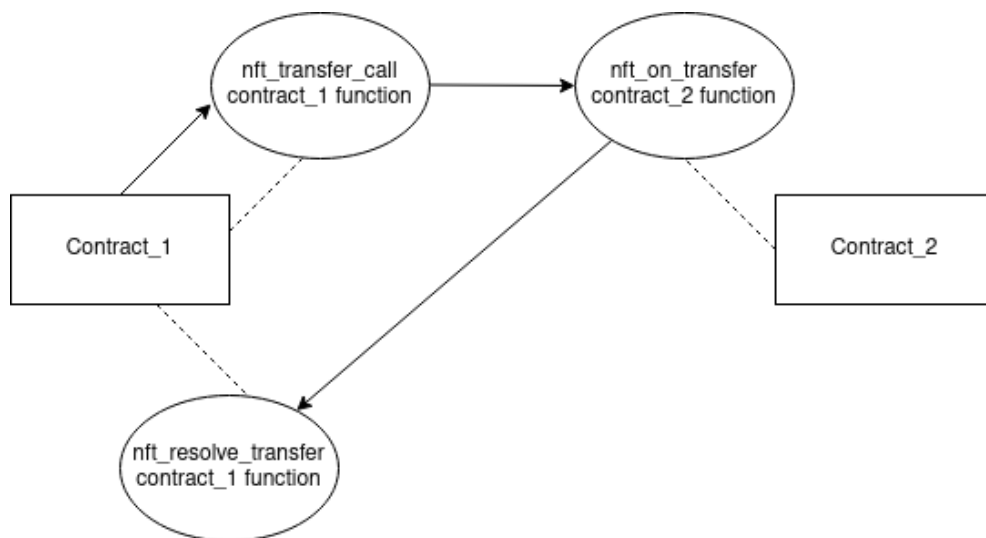 nft_transfer_call
contract_1 function
nft_on_transfer
contract_2 function
Contract_1
Contract_2
nft_resolve_transfer
contract_1 function